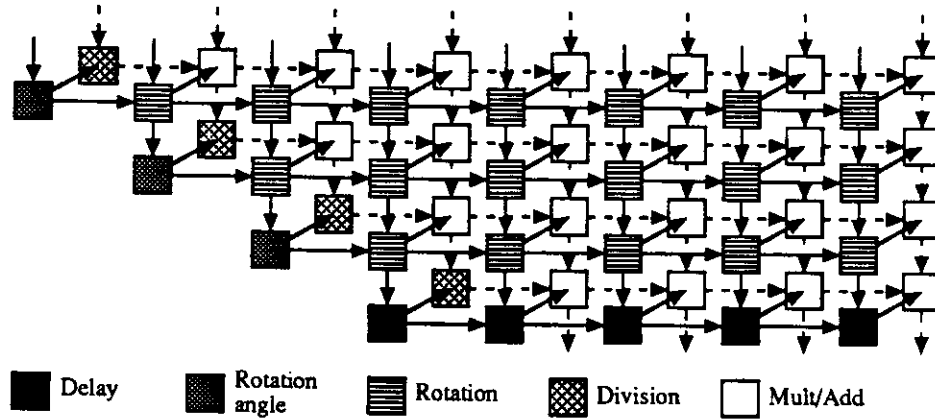 Delay
Rotation
angle
Rotation
Division
Mult/Add